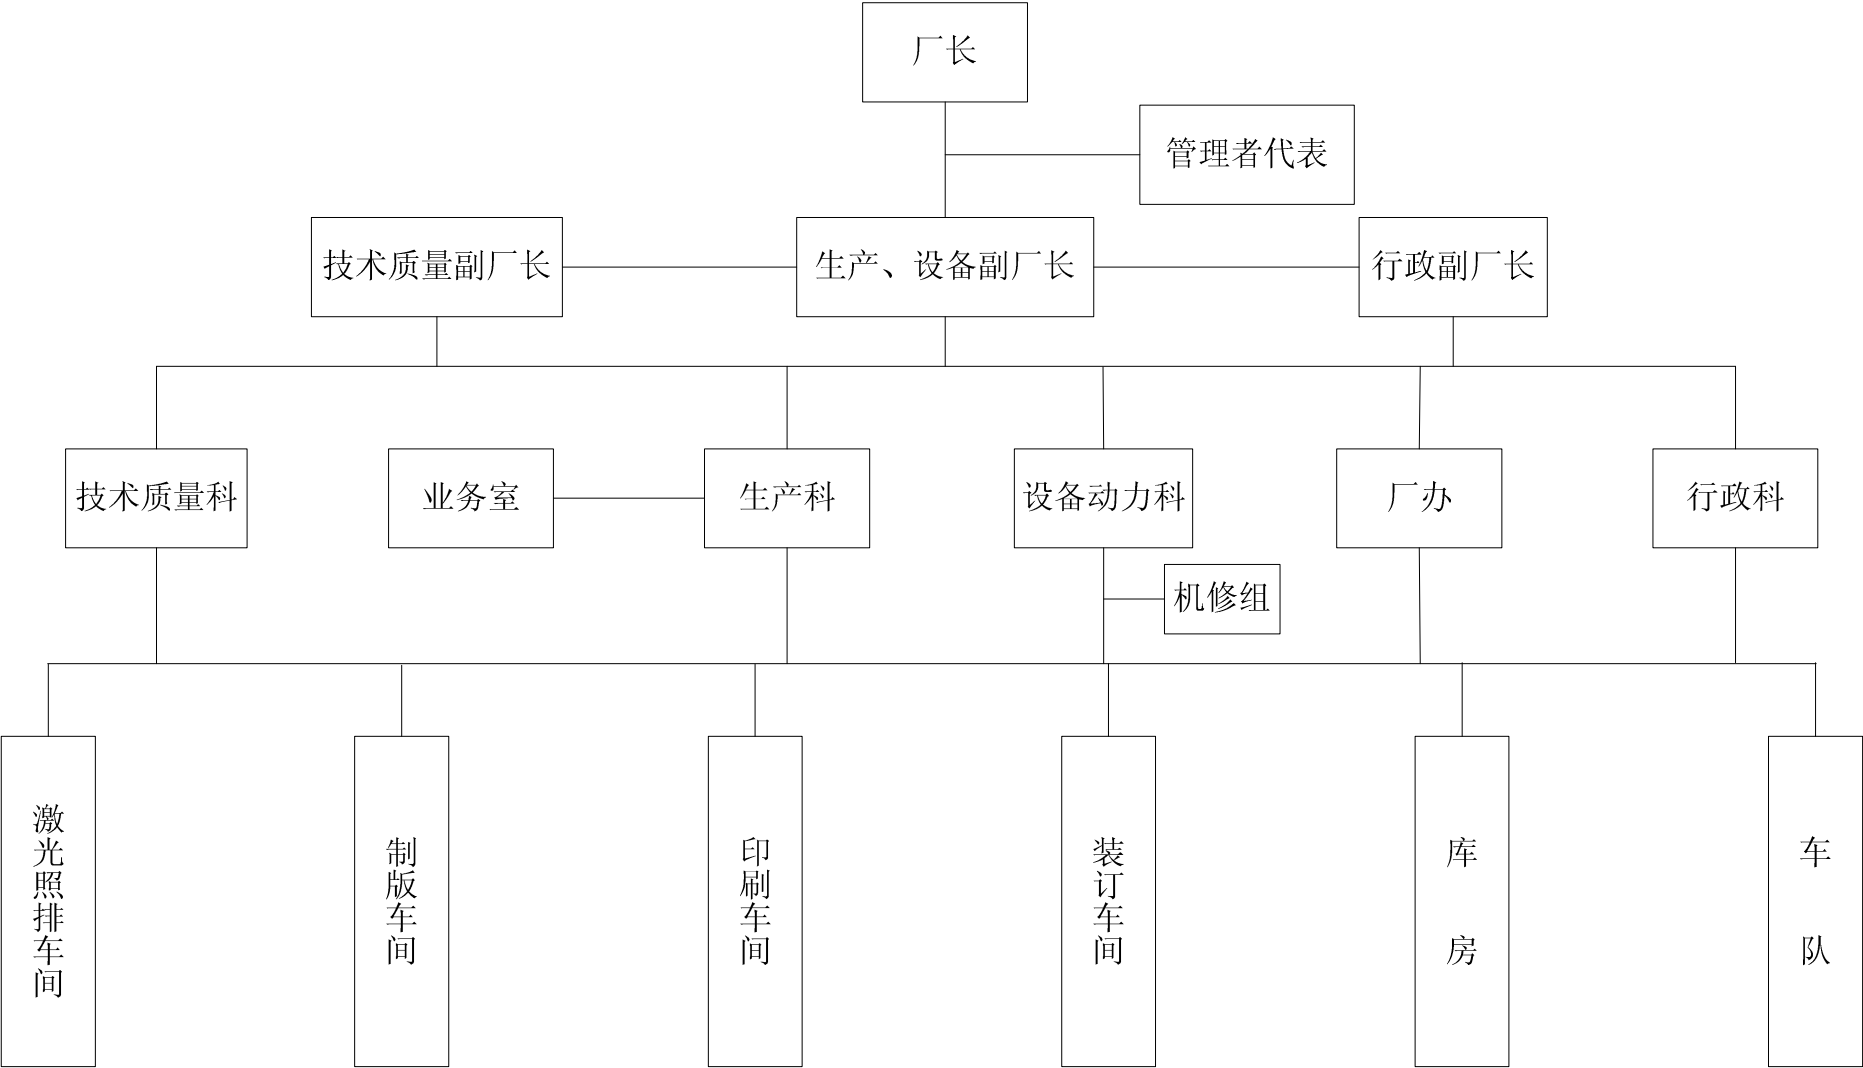 厂长
管理者代表
技术质量副厂长
生产、设备副厂长
行政副厂长
技术质量科
业务室
生产科
设备动力科
厂办
行政科
机修组
激光照排车间
制版车间
印刷车间
装订车间
库房
车队